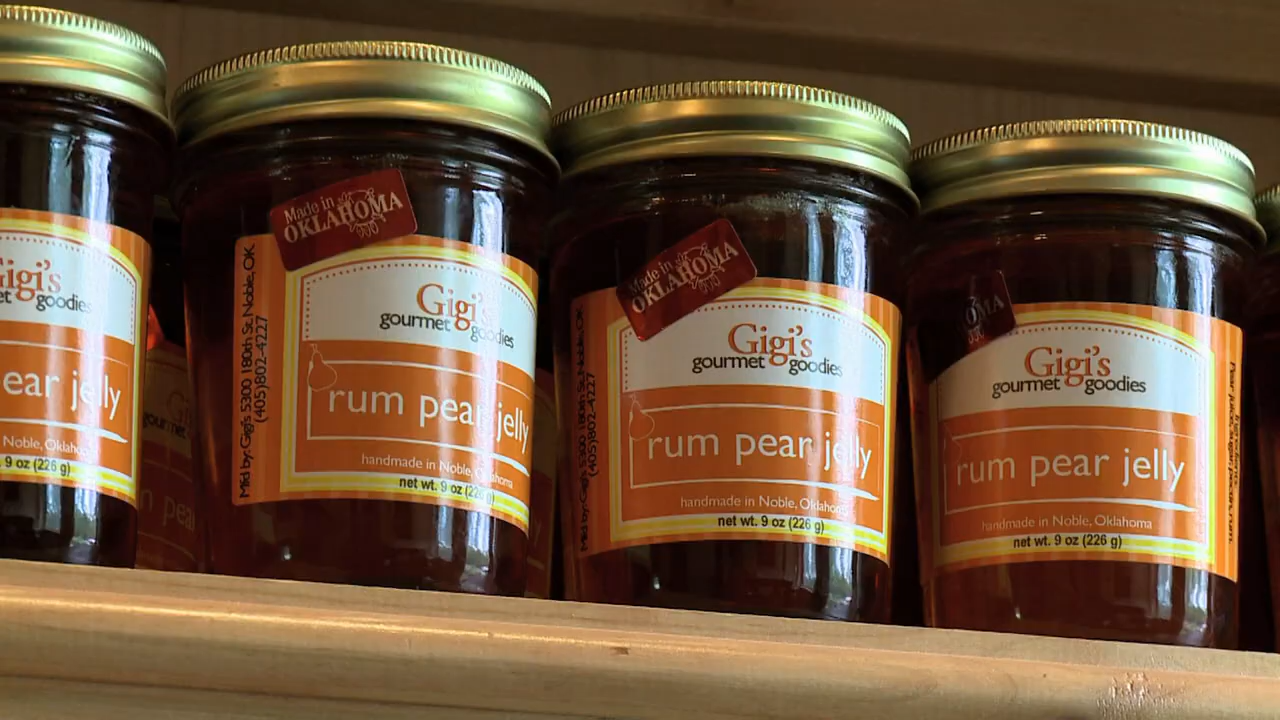 Gigi's
gourmet goodies
ear jelly
Noble, Oklahoma
9 oz (226 g)
Made in
OKLAHOMA
Gigi's
gourmet goodies
rum pear jelly
handmade in Noble, Oklahoma
net wt. 9 oz (226 g)
Mfd by: Gigi's 5300 180th St. Noble, OK
(405)802-4227
Made in
OKLAHOMA
Gigi's
gourmet goodies
rum pear jelly
handmade in Noble, Oklahoma
net wt. 9 oz (226 g)
Mfd by: Gigi's 5300 180th St. Noble, OK
(405)802-4227
OMA
Gigi's
gourmet goodies
rum pear jelly
handmade in Noble, Oklahoma
net wt. 9 oz (226 g)